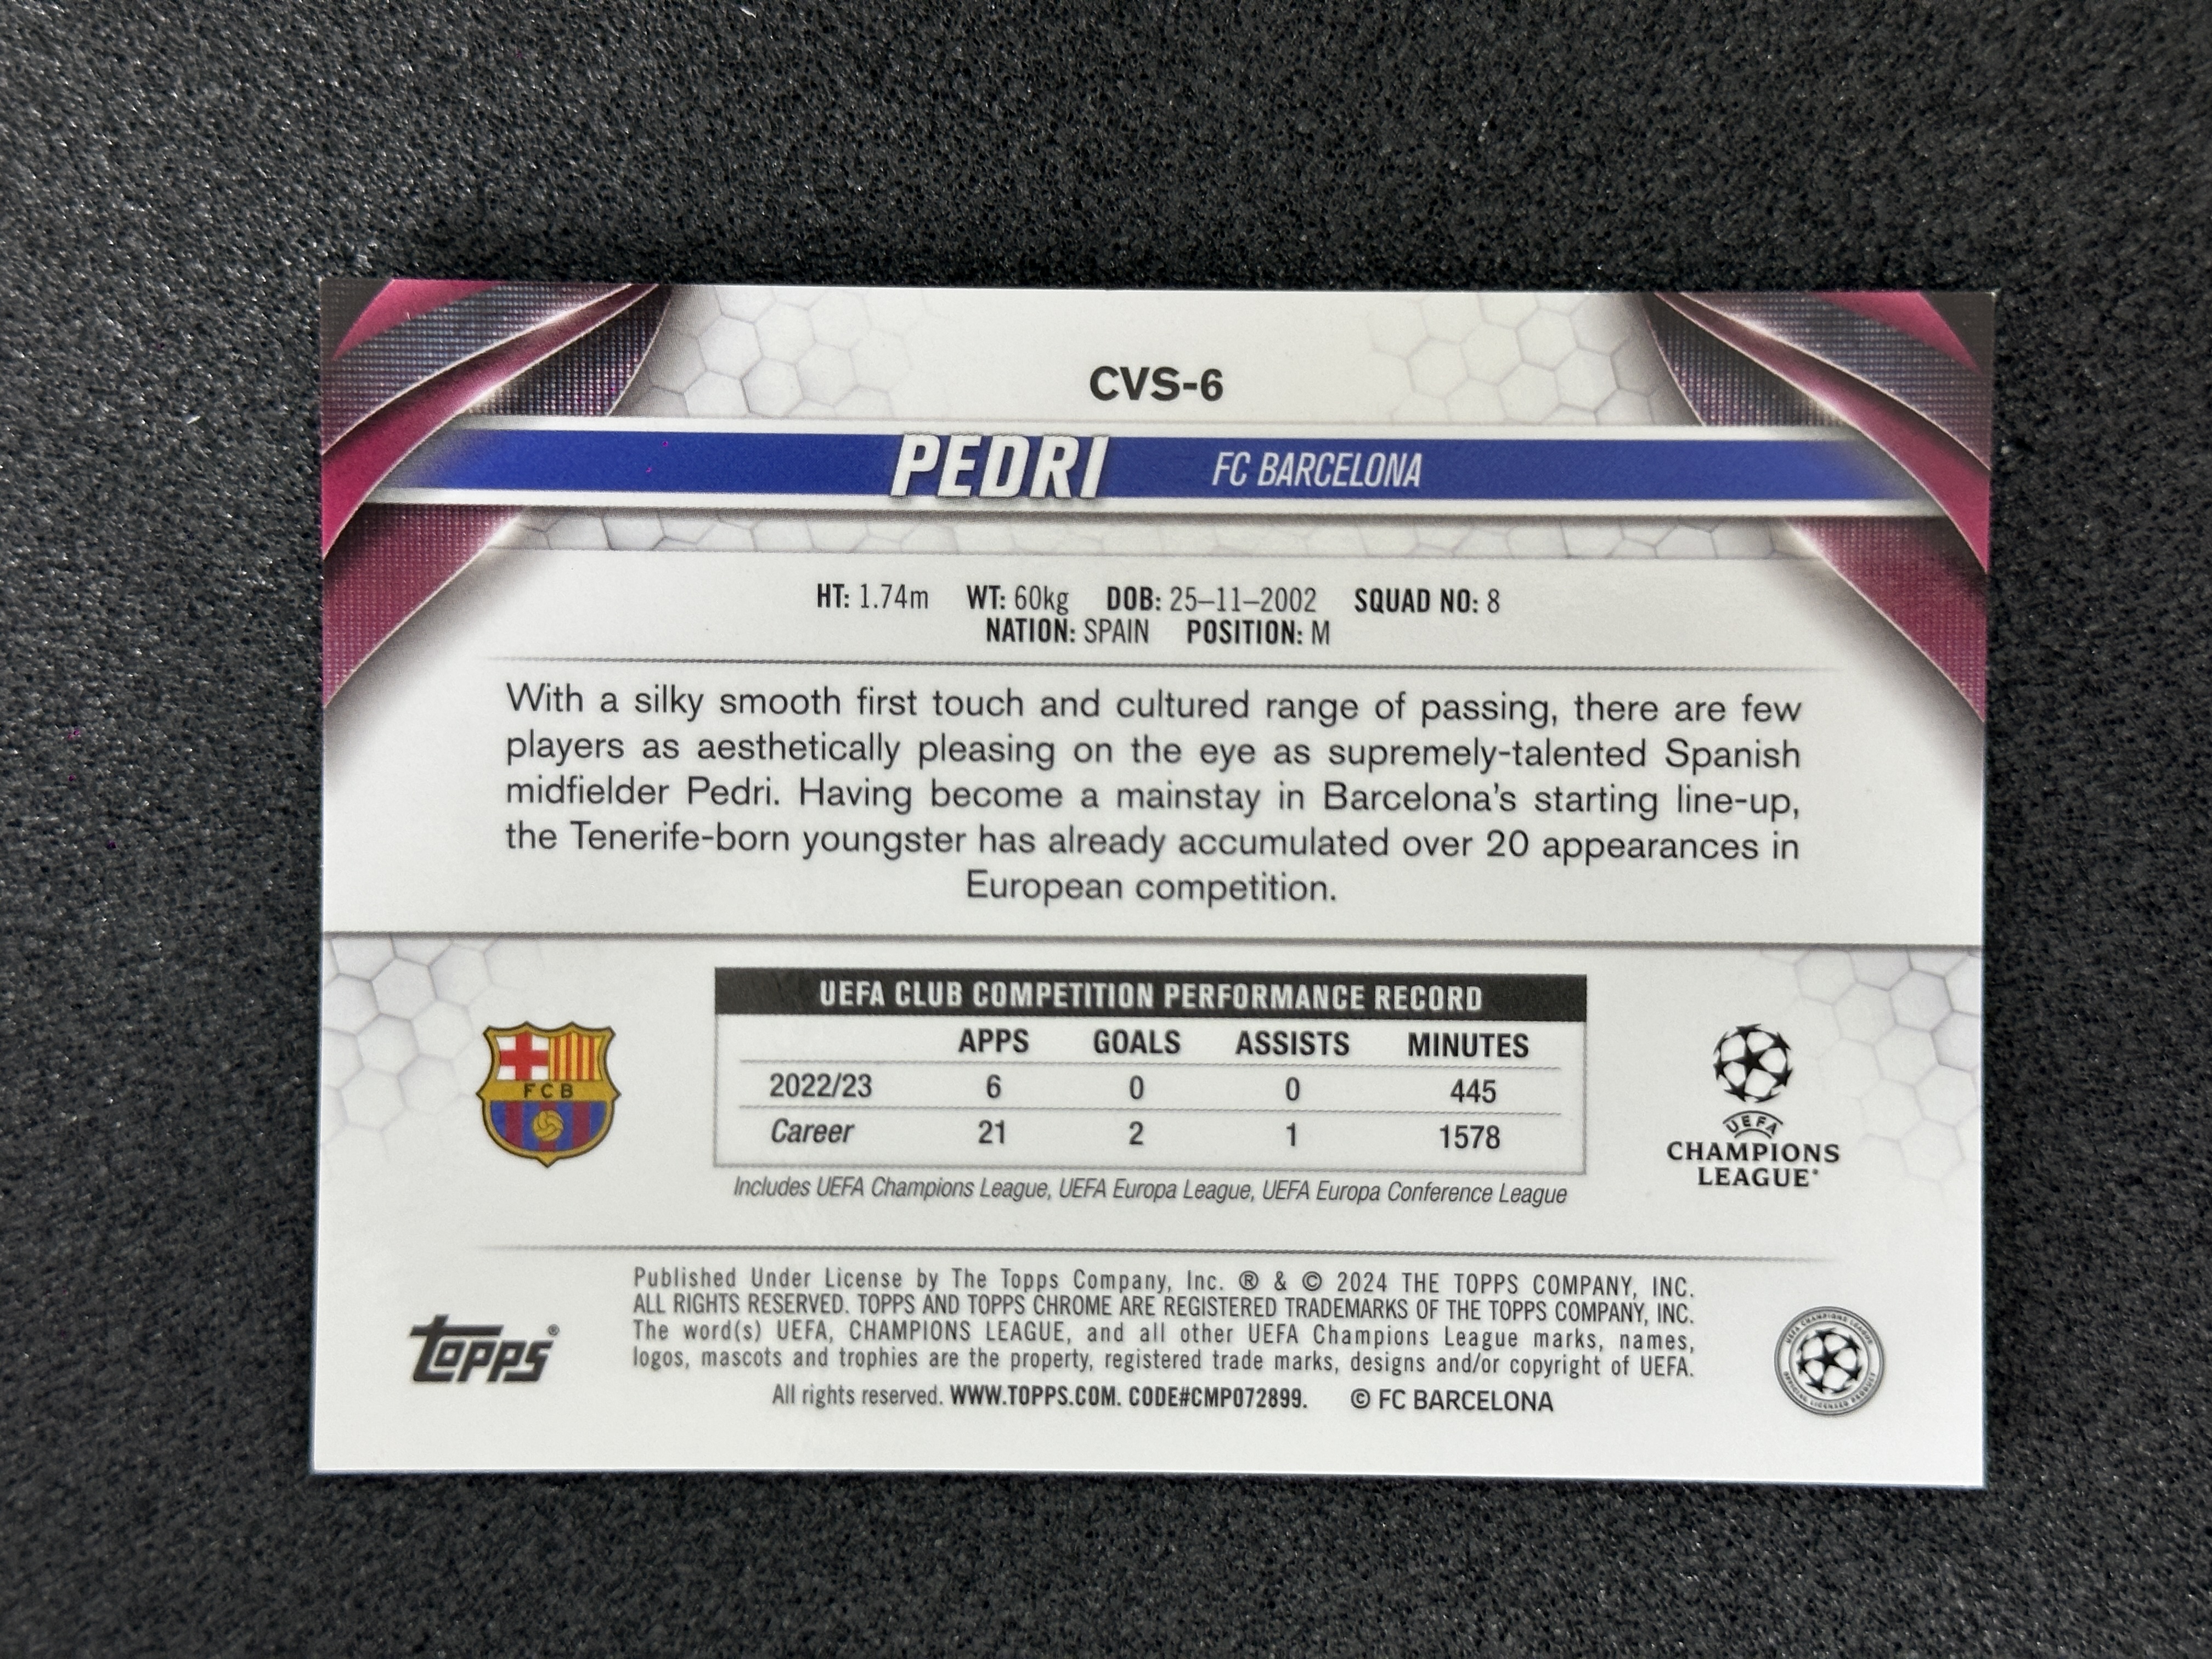 CVS-6
PEDRI FC BARCELONA
HT: 1.74m WT: 60kg DOB: 25–11–2002 SQUAD NO: 8
NATION: SPAIN POSITION: M
With a silky smooth first touch and cultured range of passing, there are few
players as aesthetically pleasing on the eye as supremely-talented Spanish
midfielder Pedri. Having become a mainstay in Barcelona's starting line-up,
the Tenerife-born youngster has already accumulated over 20 appearances in
European competition.
UEFA CLUB COMPETITION PERFORMANCE RECORD
APPS GOALS ASSISTS MINUTES
2022/23 6 0 0 445
Career 21 2 1 1578
Includes UEFA Champions League, UEFA Europa League, UEFA Europa Conference League
FCB
UEFA
CHAMPIONS
LEAGUE®
Published Under License by The Topps Company, Inc. ® & © 2024 THE TOPPS COMPANY, INC.
ALL RIGHTS RESERVED. TOPPS AND TOPPS CHROME ARE REGISTERED TRADEMARKS OF THE TOPPS COMPANY, INC.
The word(s) UEFA, CHAMPIONS LEAGUE, and all other UEFA Champions League marks, names,
logos, mascots and trophies are the property, registered trade marks, designs and/or copyright of UEFA.
All rights reserved. WWW.TOPPS.COM. CODE#CMP072899. © FC BARCELONA
topps®
UEFA CHAMPIONS LEAGUE
OFFICIAL LICENSED PRODUCT